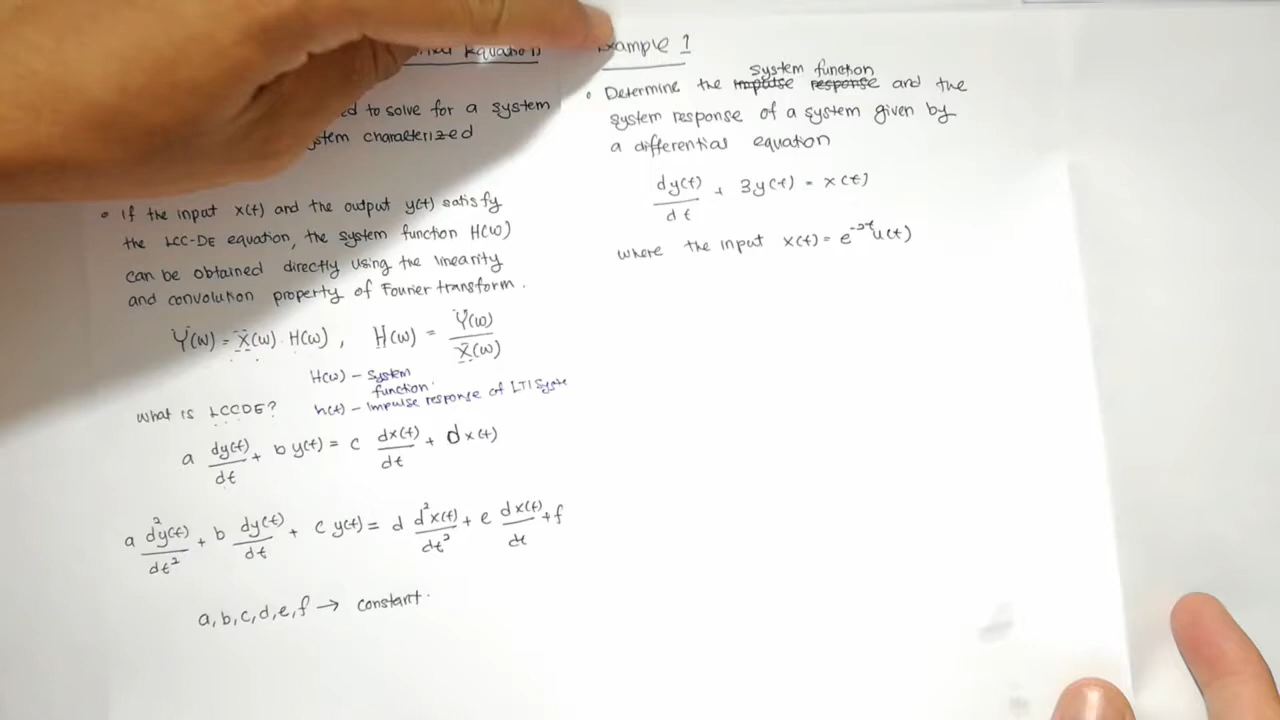 Equation
to solve for a system
characterized
• If the input x(t) and the output y(t) satisfy
the LCC-DE equation, the system function H(ω)
can be obtained directly using the linearity
and convolution property of Fourier transform.
Y(ω) = X(ω) · H(ω), H(ω) = Y(ω)/X(ω)
H(ω) – System
function.
What is LCCDE? h(t) – Impulse response of LTI
a dy(t)/dt + b y(t) = c dx(t)/dt + d x(t)
a d²y(t)/dt² + b dy(t)/dt + c y(t) = d d²x(t)/dt² + e dx(t)/dt + f
a, b, c, d, e, f → constant.
Example 1
system function
• Determine the impulse response and the
system response of a system given by
a differential equation
dy(t)/dt + 3y(t) = x(t)
where the input x(t) = e⁻²ᵗu(t)